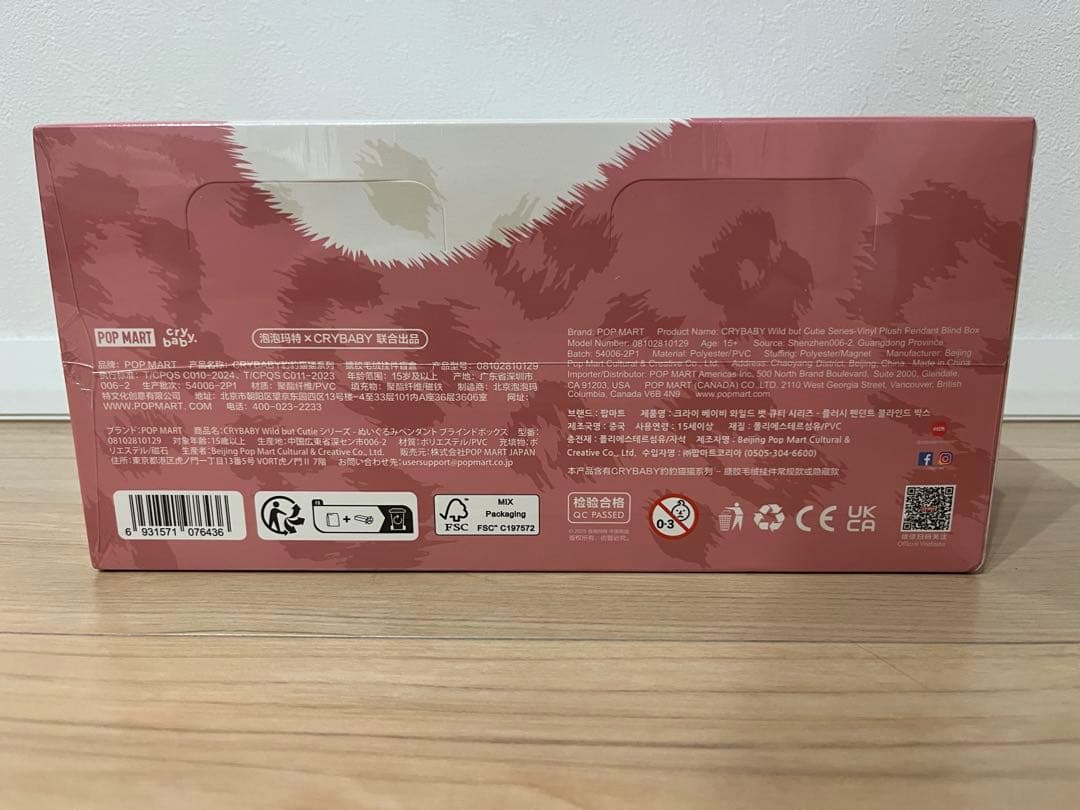 POP MART
cry baby.
泡泡玛特 × CRYBABY 联合出品
品牌: POP MART 产品名称: CRYBABY豹豹猫猫系列 - 搪胶毛绒挂件盲盒 产品型号: 08102810129
执行标准: T/CPQS C010-2024、T/CPQS C011-2023 年龄范围: 15岁及以上 产地: 广东省深圳市
006-2 生产批次: 54006-2P1 材质: 聚酯纤维/PVC 填充物: 聚酯纤维/磁铁 制造商: 北京泡泡玛
特文化创意有限公司 地址: 北京市朝阳区望京东园四区13号楼-4至33层101内A座36层3606室 网址:
WWW.POPMART.COM 电话: 400-023-2233
ブランド: POP MART 商品名: CRYBABY Wild but Cutie シリーズ - ぬいぐるみペンダント ブラインドボックス 型番:
08102810129 対象年齢: 15歳以上 生産地: 中国広東省深セン市006-2 材質: ポリエステル/PVC 充填物: ポ
リエステル/磁石 生産者: Beijing Pop Mart Cultural & Creative Co., Ltd. 販売元: 株式会社POP MART JAPAN
住所: 東京都港区虎ノ門一丁目13番5号 VORT虎ノ門Ⅱ 7階 お問い合わせ先: usersupport@popmart.co.jp
Brand: POP MART Product Name: CRYBABY Wild but Cutie Series-Vinyl Plush Pendant Blind Box
Model Number: 08102810129 Age: 15+ Source: Shenzhen006-2, Guangdong Province
Batch: 54006-2P1 Material: Polyester/PVC Stuffing: Polyester/Magnet Manufacturer: Beijing
Pop Mart Cultural & Creative Co., Ltd. Address: Chaoyang District, Beijing, China Made in China
Importer/Distributor: POP MART Americas Inc. 500 North Brand Boulevard, Suite 2000, Glendale,
CA 91203, USA POP MART (CANADA) CO.,LTD. 2110 West Georgia Street, Vancouver, British
Columbia, Canada V6B 4N9 www.popmart.com
브랜드 : 팝마트 제품명 : 크라이 베이비 와일드 벗 큐티 시리즈 - 플러시 펜던트 블라인드 박스
제조국명 : 중국 사용연령 : 15세이상 재질 : 폴리에스테르섬유/PVC
충전재 : 폴리에스테르섬유/자석 제조자명 : Beijing Pop Mart Cultural &
Creative Co., Ltd. 수입자명 : ㈜팝마트코리아 (0505-304-6600)
本产品含有CRYBABY豹豹猫猫系列 - 搪胶毛绒挂件常规款或隐藏款
6 931571 076436
FSC
MIX
Packaging
FSC™ C197572
检验合格
QC PASSED
版权所有，仿冒必究。
0-3
CE
UK
CA
微信扫码关注
Official Website